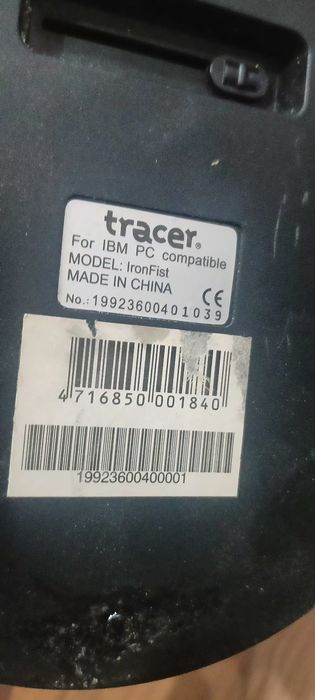 tracer®
For IBM PC compatible
MODEL: IronFist
MADE IN CHINA CE
No.:19923600401039
4 716850 001840
19923600400001